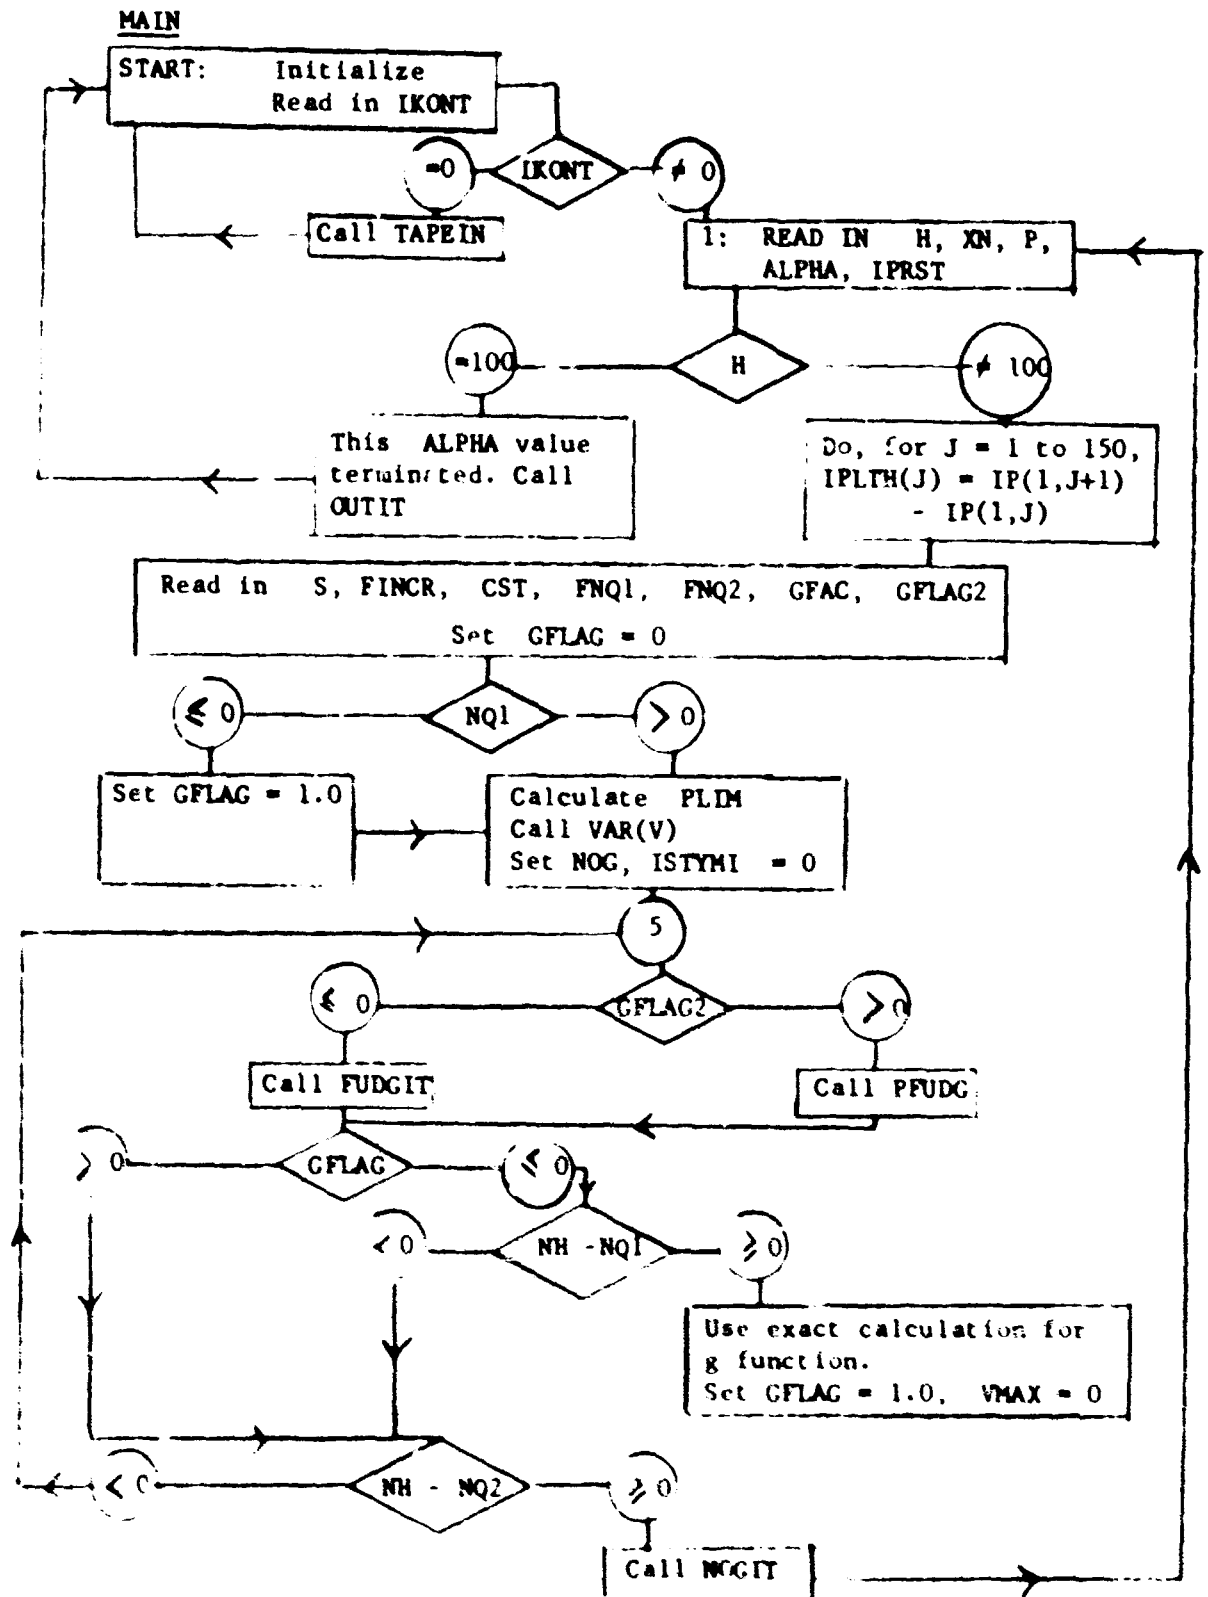 MAIN
START: Initialize
Read in IKONT
=0
IKONT
≠ 0
Call TAPEIN
1: READ IN H, XN, P,
ALPHA, IPRST
=100
H
≠ 100
This ALPHA value
terminated. Call
OUTIT
Do, for J = 1 to 150,
IPLTH(J) = IP(1,J+1)
- IP(1,J)
Read in S, FINCR, CST, FNQ1, FNQ2, GFAC, GFLAG2
Set GFLAG = 0
≤ 0
NQ1
> 0
Set GFLAG = 1.0
Calculate PLIM
Call VAR(V)
Set NOG, ISTYMI = 0
5
≤ 0
GFLAG2
> 0
Call FUDGIT
Call PFUDG
> 0
GFLAG
≤ 0
< 0
NH - NQ1
≥ 0
Use exact calculation for
g function.
Set GFLAG = 1.0, VMAX = 0
< 0
NH - NQ2
≥ 0
Call NOGIT